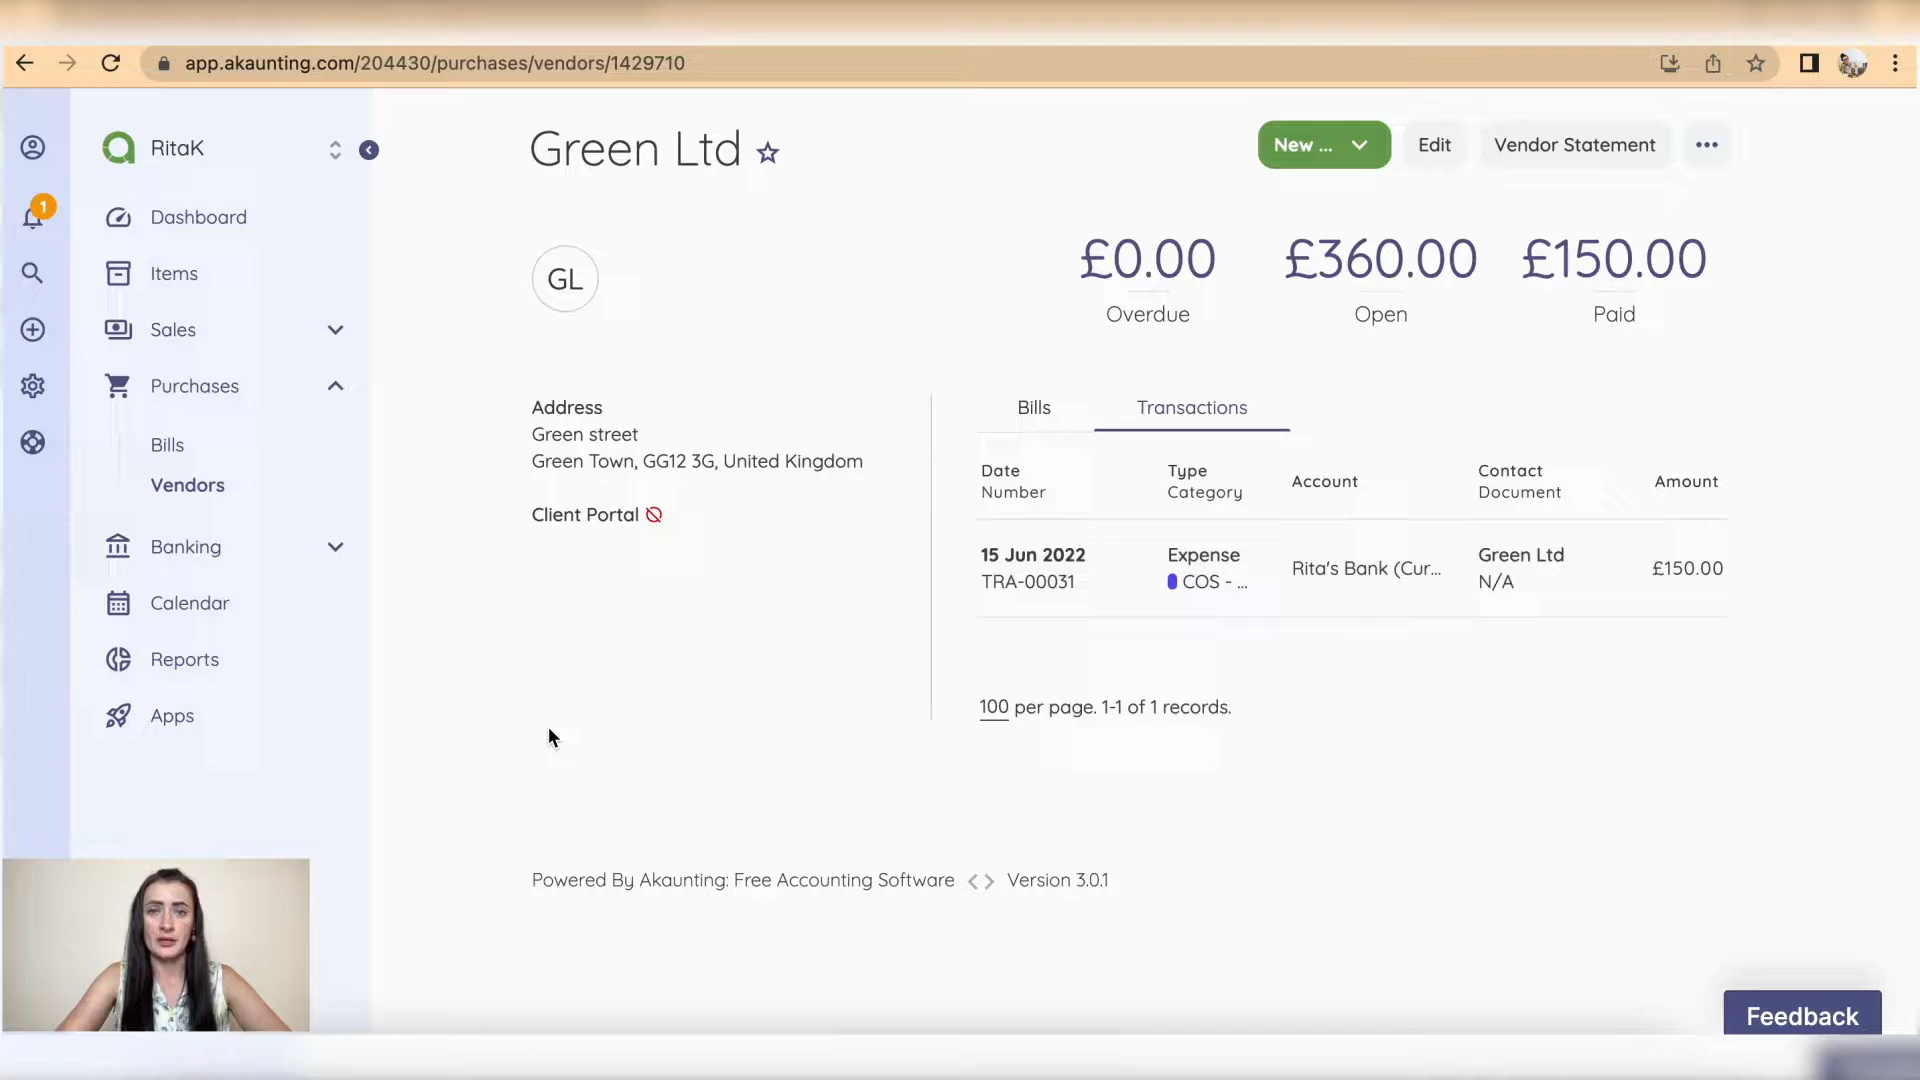 app.akaunting.com/204430/purchases/vendors/1429710
RitaK
1
Dashboard
Items
Sales
Purchases
Bills
Vendors
Banking
Calendar
Reports
Apps
Green Ltd
New ...
Edit
Vendor Statement
GL
£0.00
Overdue
£360.00
Open
£150.00
Paid
Address
Green street
Green Town, GG12 3G, United Kingdom
Client Portal
Bills
Transactions
Date
Number
Type
Category
Account
Contact
Document
Amount
15 Jun 2022
TRA-00031
Expense
COS - ...
Rita's Bank (Cur...
Green Ltd
N/A
£150.00
100 per page. 1-1 of 1 records.
Powered By Akaunting: Free Accounting Software
Version 3.0.1
Feedback